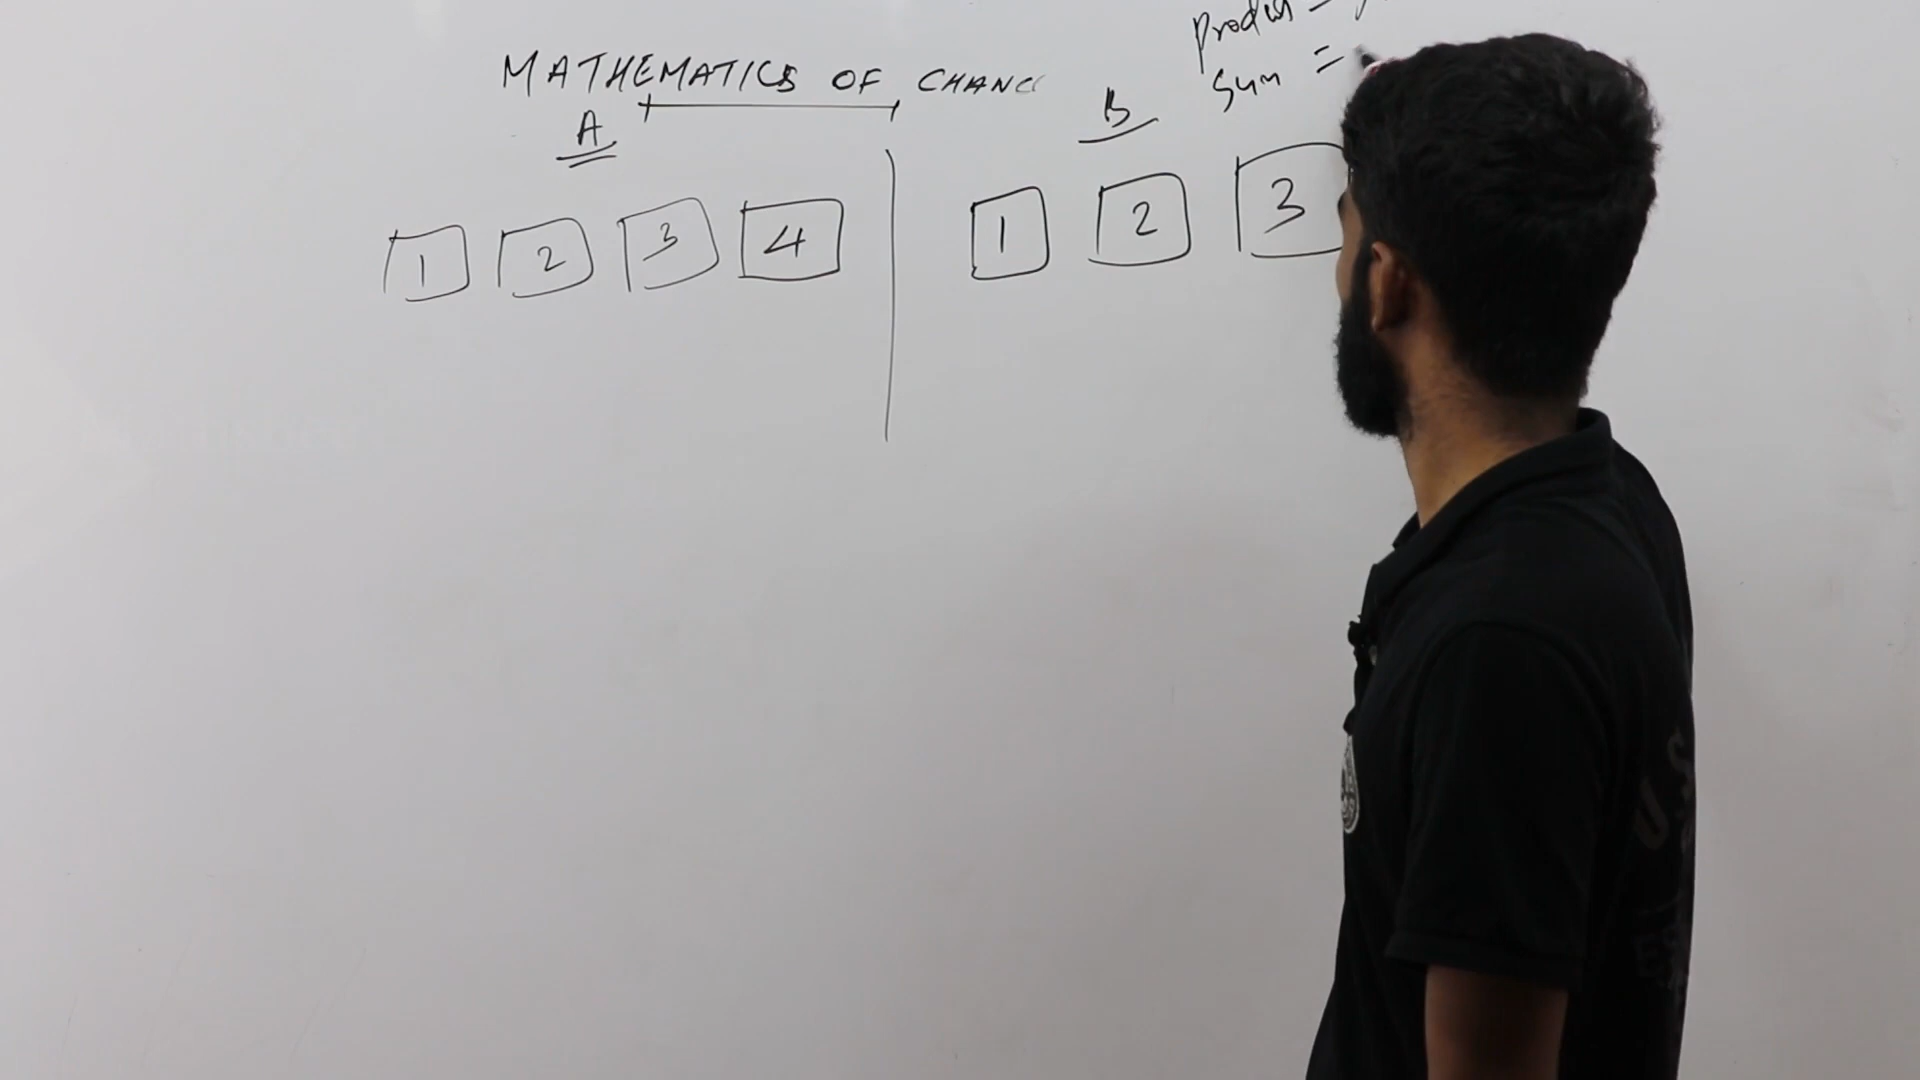 Sum =
MATHEMATICS OF CHANC
A
B
1 2 3 4 1 2 3